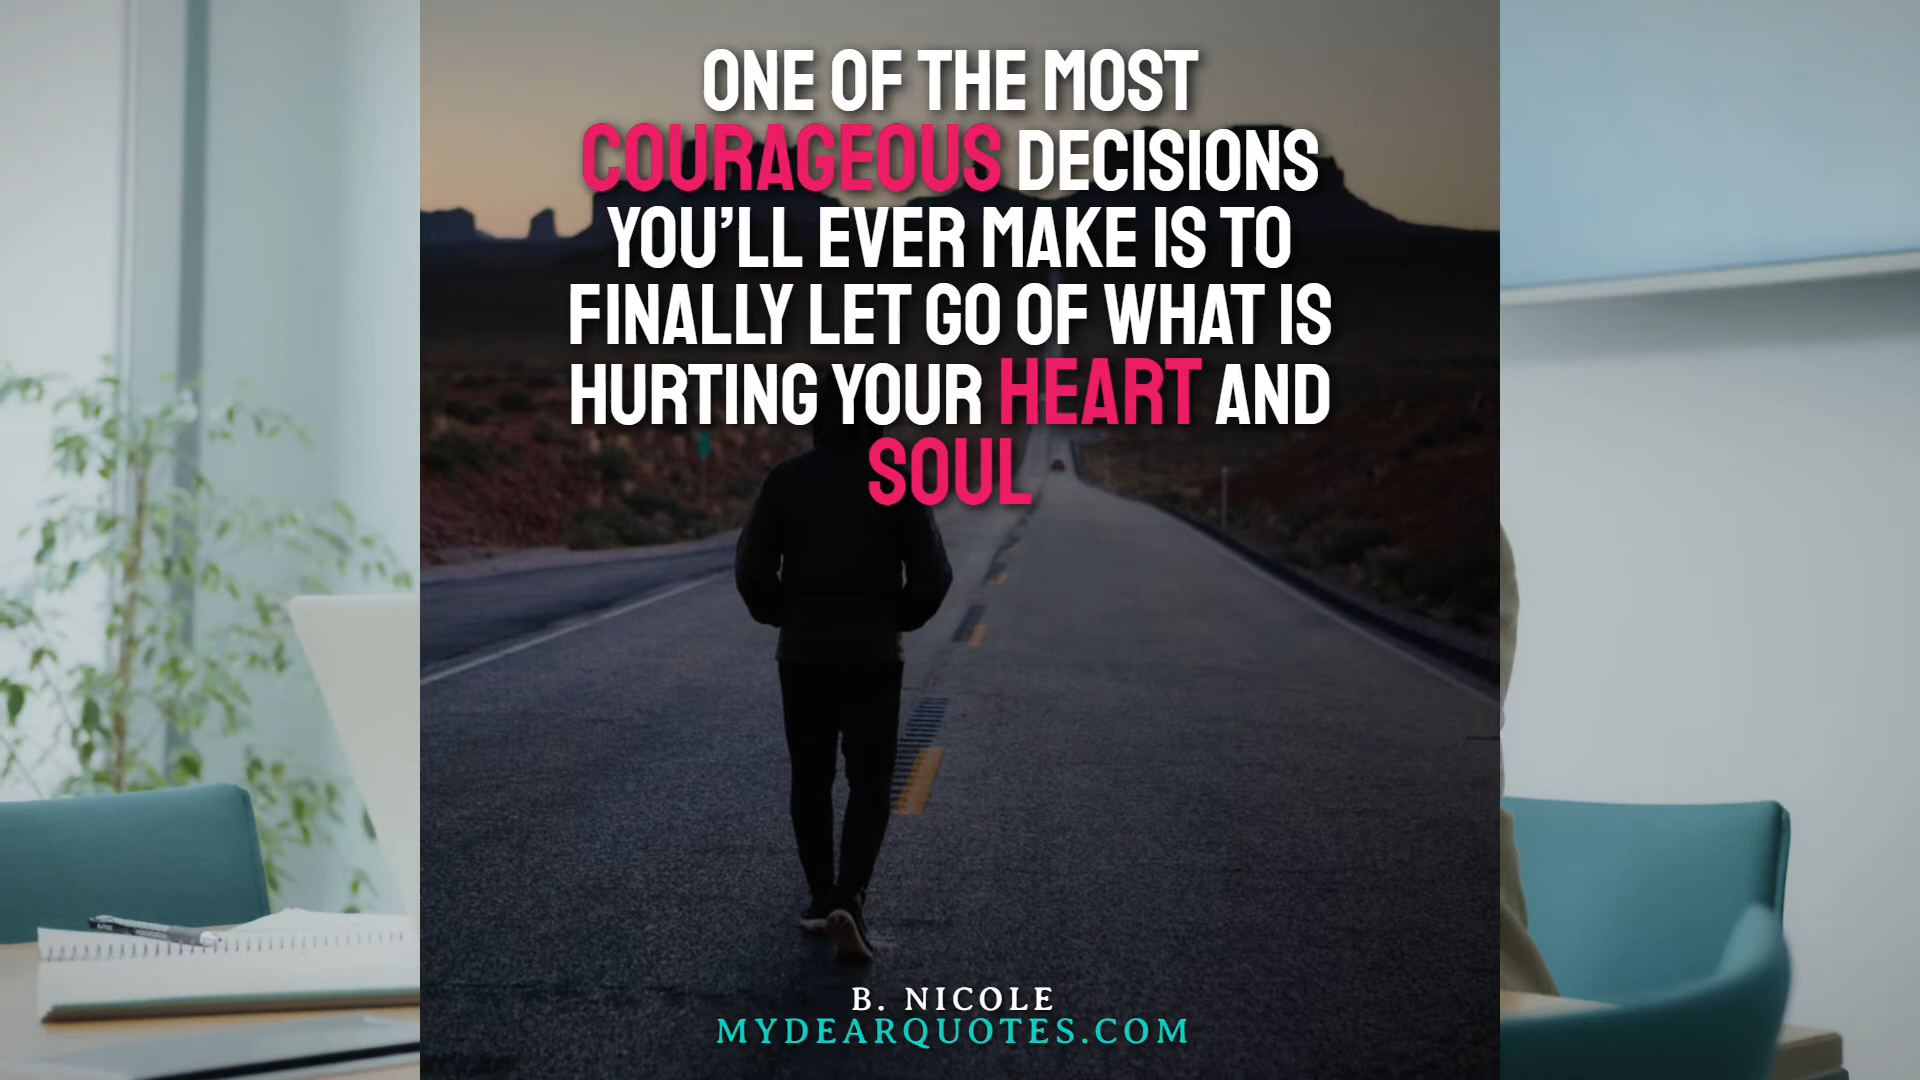 ONE OF THE MOST
COURAGEOUS DECISIONS
YOU’LL EVER MAKE IS TO
FINALLY LET GO OF WHAT IS
HURTING YOUR HEART AND
SOUL
B. NICOLE
MYDEARQUOTES.COM